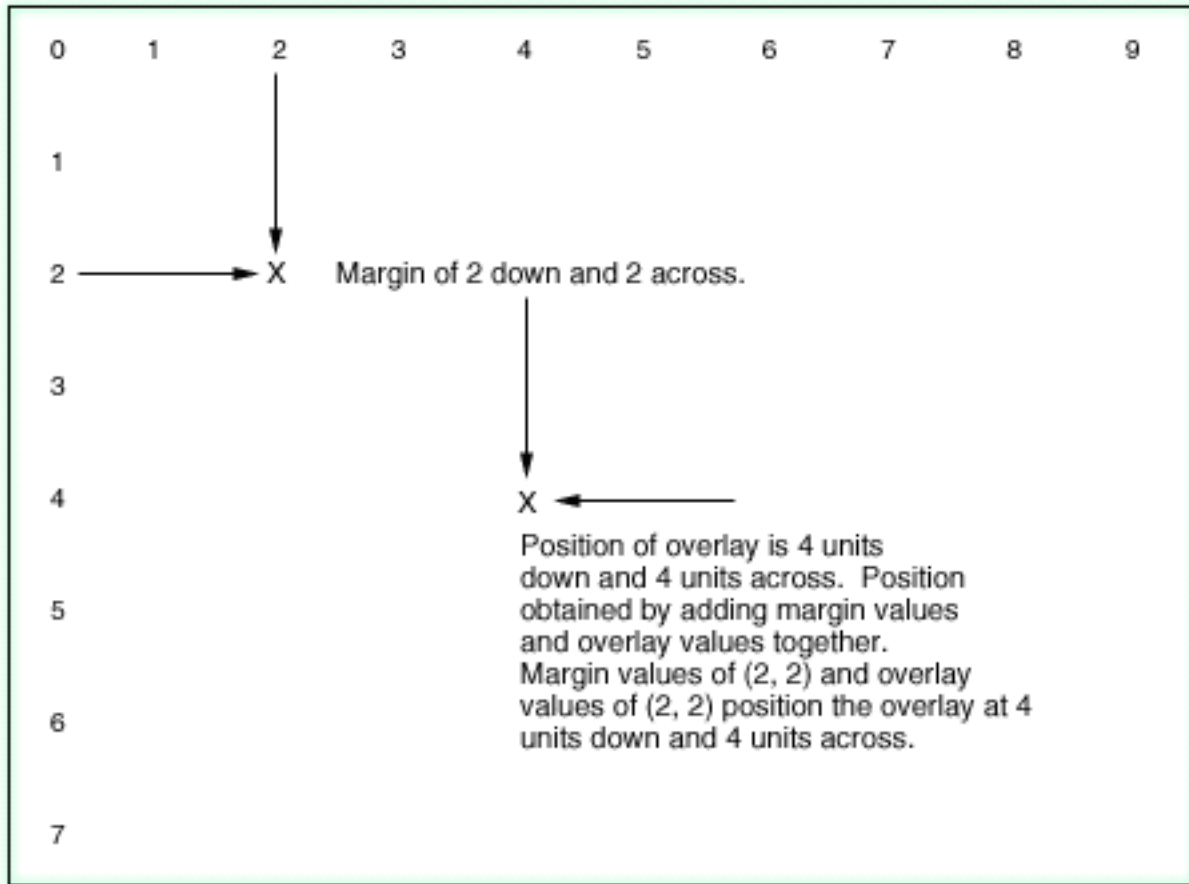 0 1 2 3 4 5 6 7 8 9
1
2 X Margin of 2 down and 2 across.
3
4 X
Position of overlay is 4 units
down and 4 units across. Position
5 obtained by adding margin values
and overlay values together.
Margin values of (2, 2) and overlay
6 values of (2, 2) position the overlay at 4
units down and 4 units across.
7